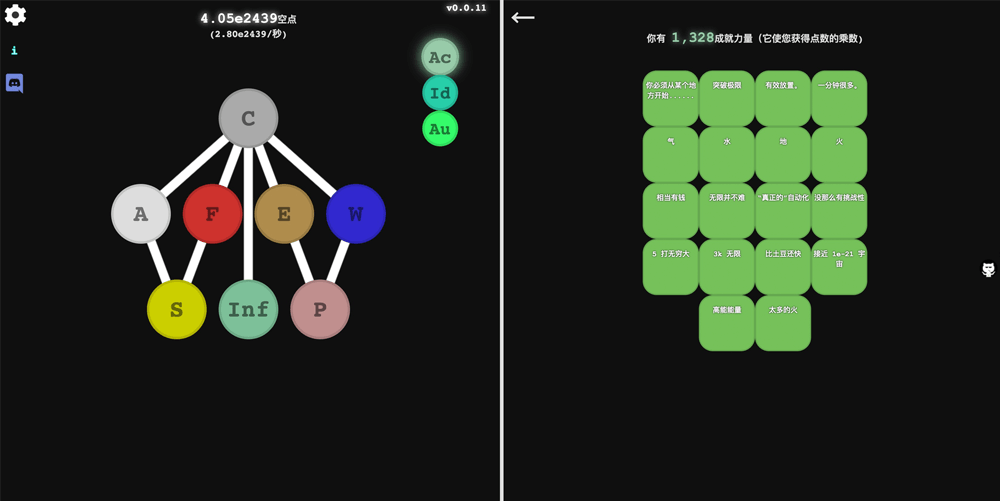 4.05e2439空点
(2.80e2439/秒)
v0.0.11
i
Ac
Id
Au
C
A
F
E
W
S
Inf
P
你有 1,328成就力量 (它使您获得点数的乘数)
你必须从某个地
方开始......
突破极限
有效放置。
一分钟很多。
气
水
地
火
相当有钱
无限并不难
"真正的"自动化
没那么有挑战性
5 打无穷大
3k 无限
比土豆还快
接近 1e-21 宇
宙
高能能量
太多的火